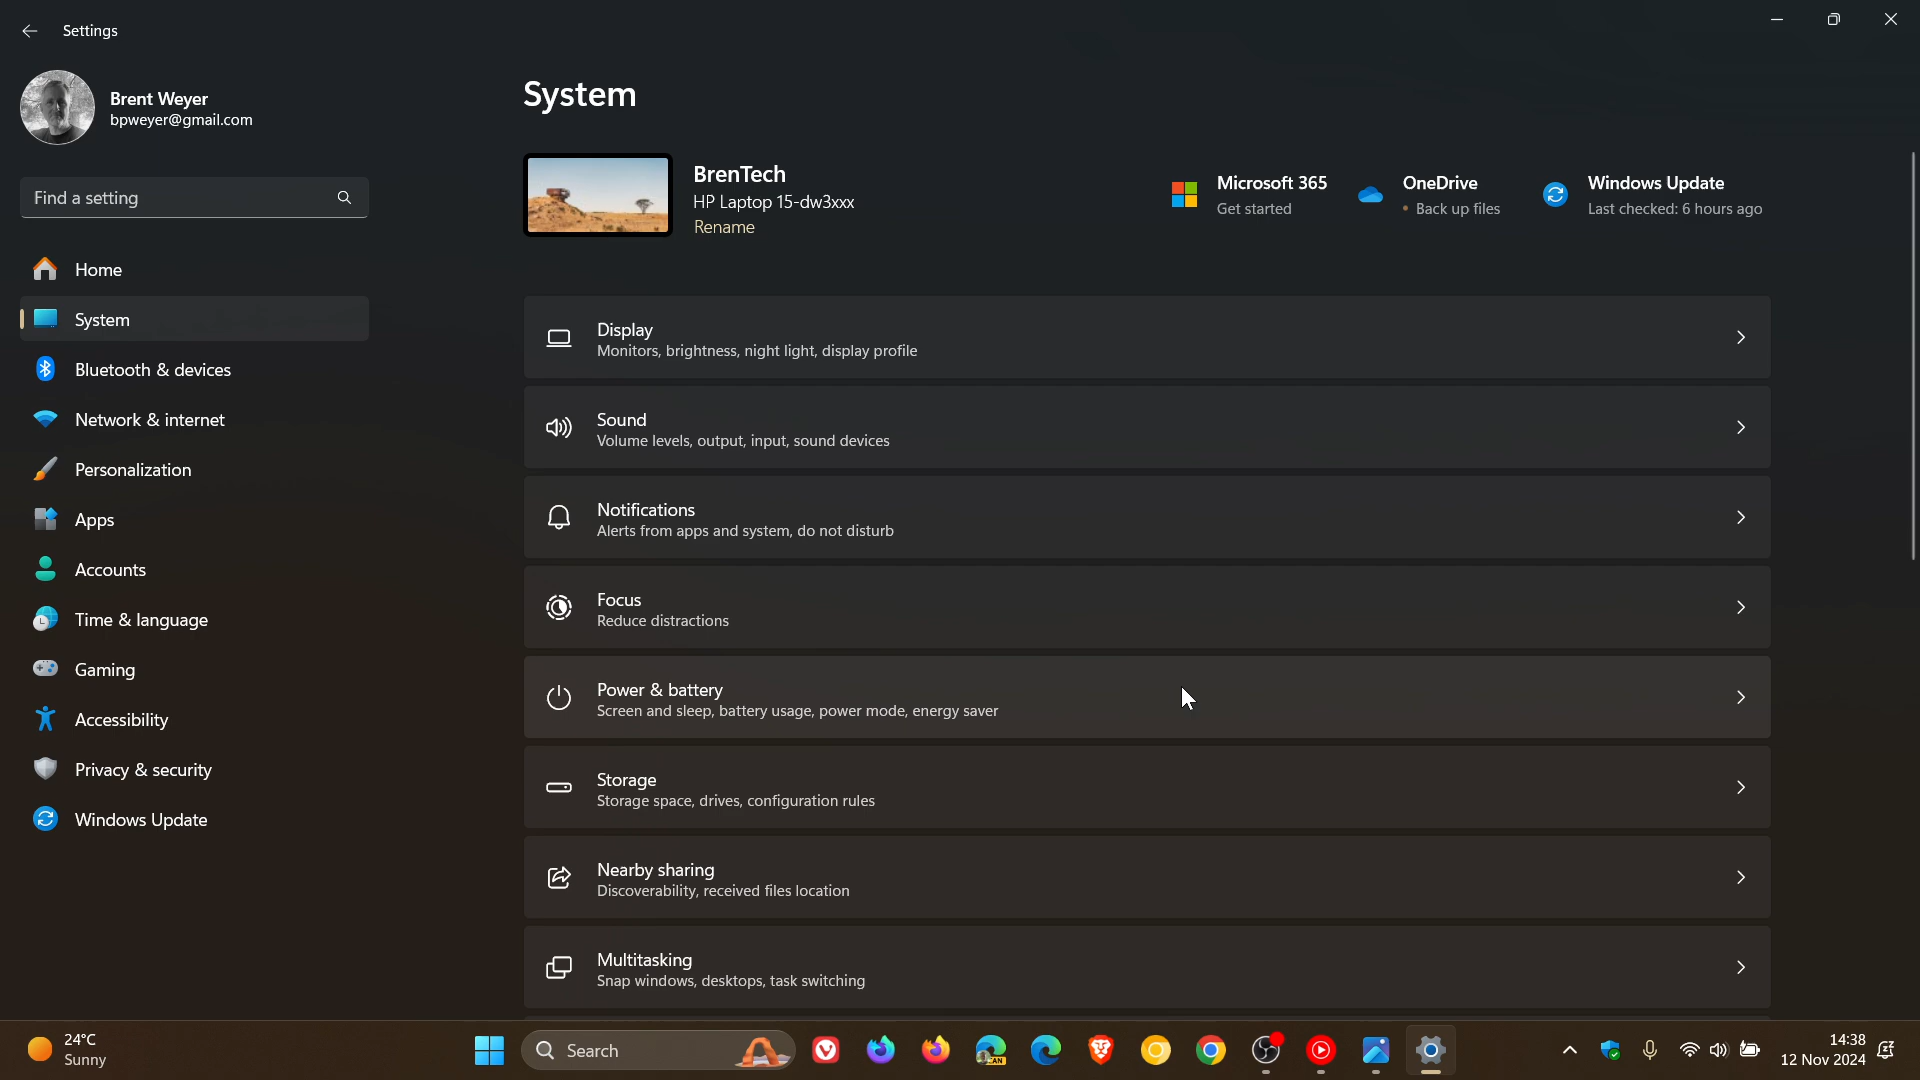 Settings
Brent Weyer
bpweyer@gmail.com
Find a setting
Home
System
Bluetooth & devices
Network & internet
Personalization
Apps
Accounts
Time & language
Gaming
Accessibility
Privacy & security
Windows Update
System
BrenTech
HP Laptop 15-dw3xxx
Rename
Microsoft 365
Get started
OneDrive
• Back up files
Windows Update
Last checked: 6 hours ago
Display
Monitors, brightness, night light, display profile
Sound
Volume levels, output, input, sound devices
Notifications
Alerts from apps and system, do not disturb
Focus
Reduce distractions
Power & battery
Screen and sleep, battery usage, power mode, energy saver
Storage
Storage space, drives, configuration rules
Nearby sharing
Discoverability, received files location
Multitasking
Snap windows, desktops, task switching
24°C
Sunny
Search
CAN
14:38
12 Nov 2024